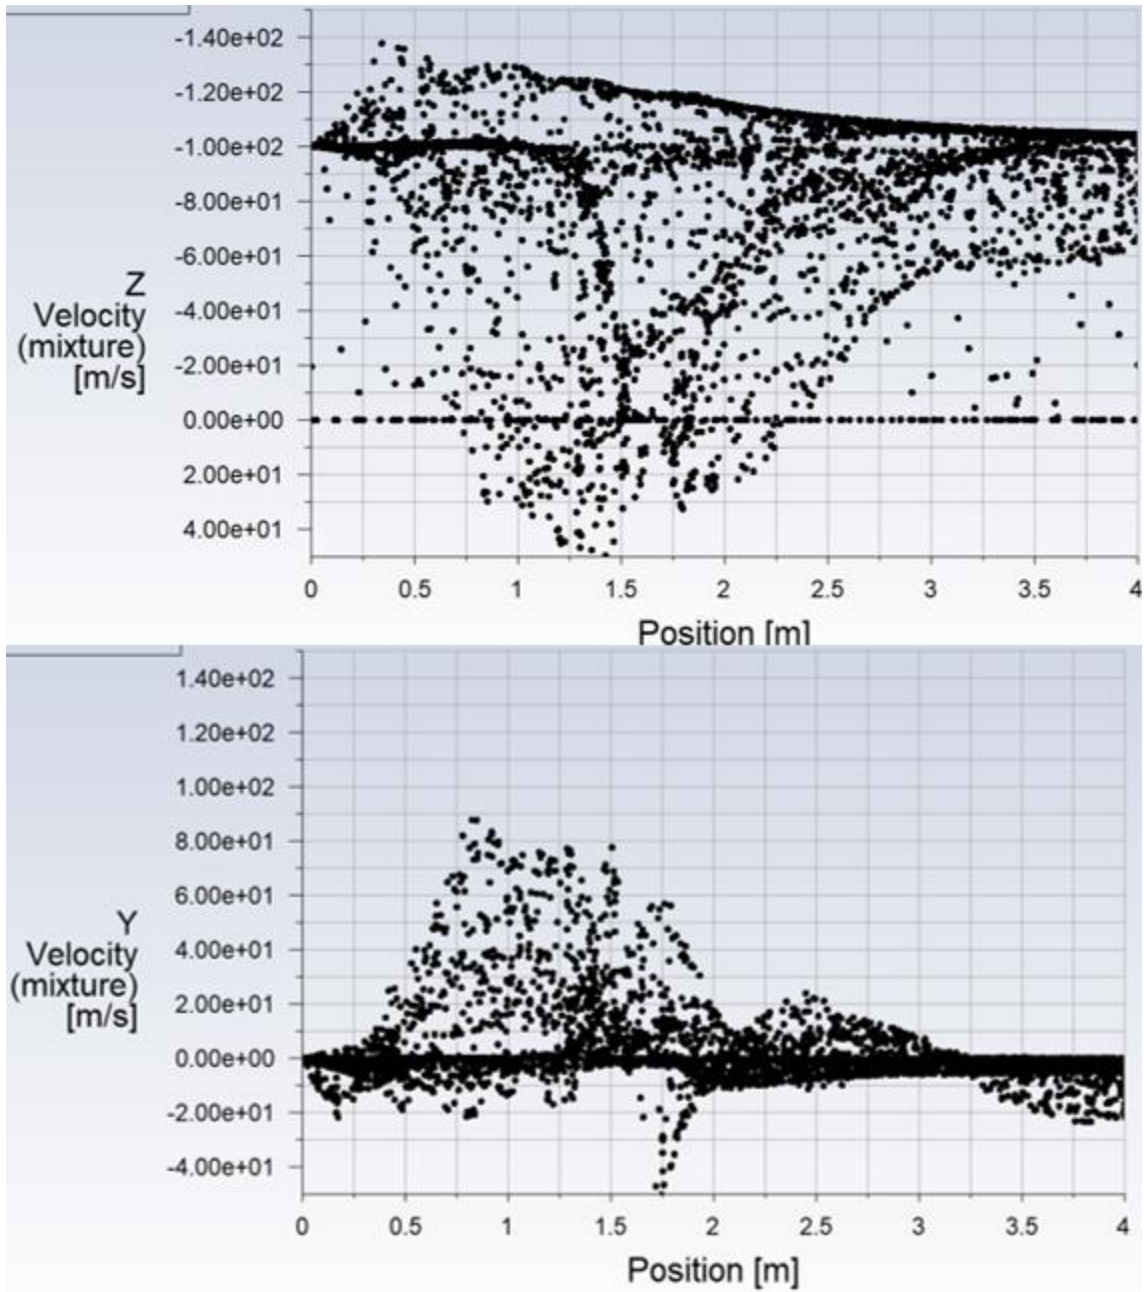 -1.40e+02
-1.20e+02
-1.00e+02
-8.00e+01
-6.00e+01
-4.00e+01
-2.00e+01
0.00e+00
2.00e+01
4.00e+01
Z
Velocity
(mixture)
[m/s]
0 0.5 1 1.5 2 2.5 3 3.5 4
Position [m]
1.40e+02
1.20e+02
1.00e+02
8.00e+01
6.00e+01
4.00e+01
2.00e+01
0.00e+00
-2.00e+01
-4.00e+01
Y
Velocity
(mixture)
[m/s]
0 0.5 1 1.5 2 2.5 3 3.5 4
Position [m]